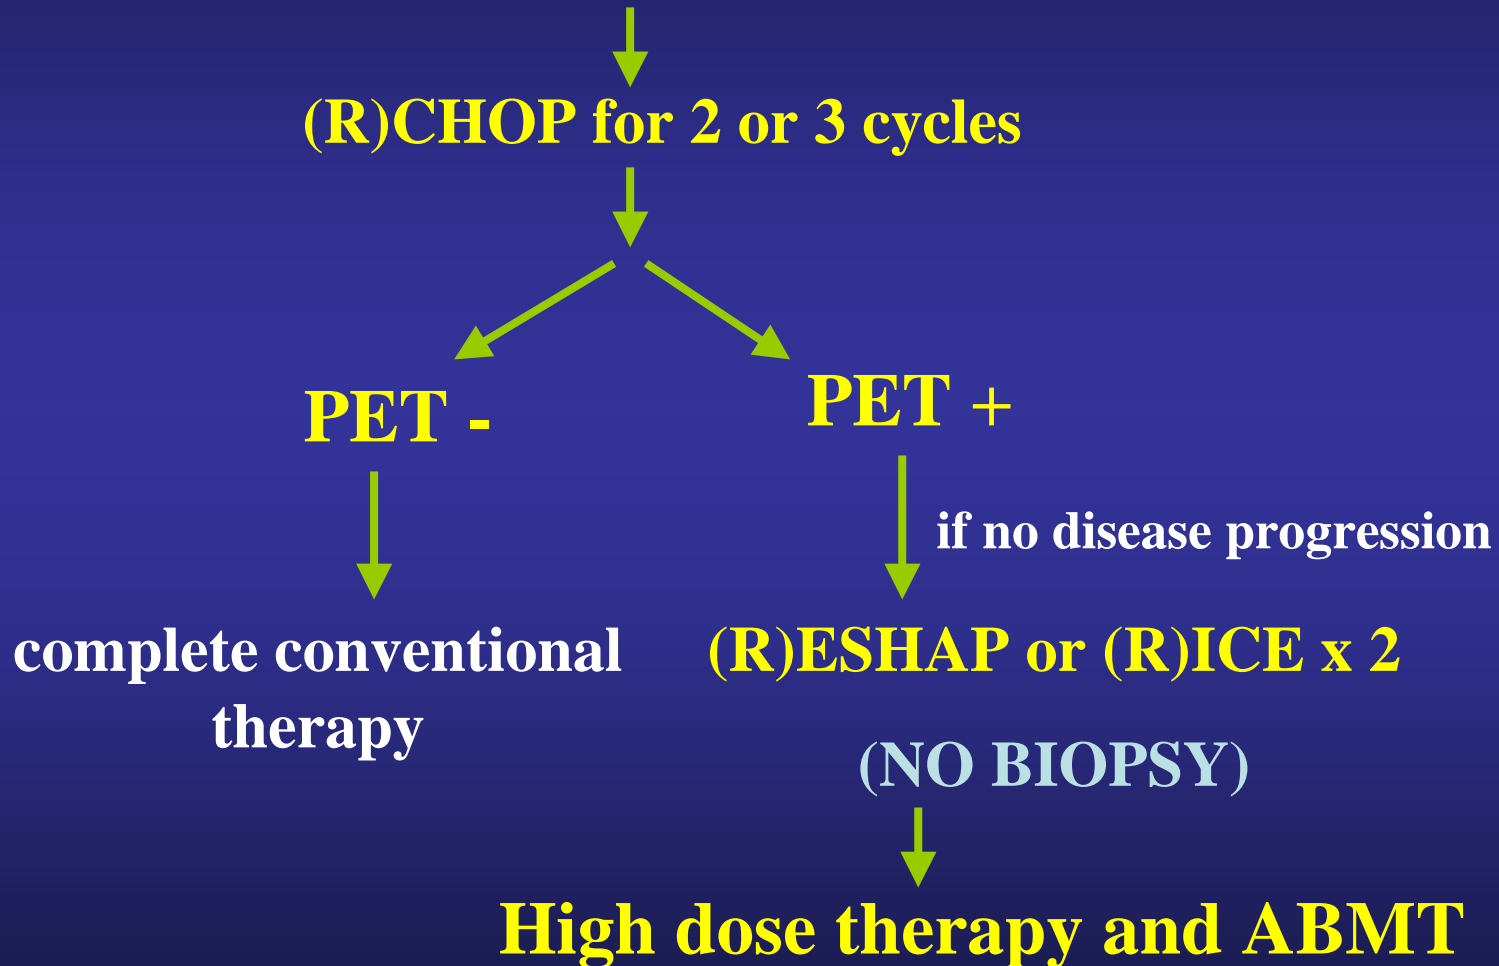 (R)CHOP for 2 or 3 cycles
PET -
PET +
if no disease progression
complete conventional
therapy
(R)ESHAP or (R)ICE x 2
(NO BIOPSY)
High dose therapy and ABMT